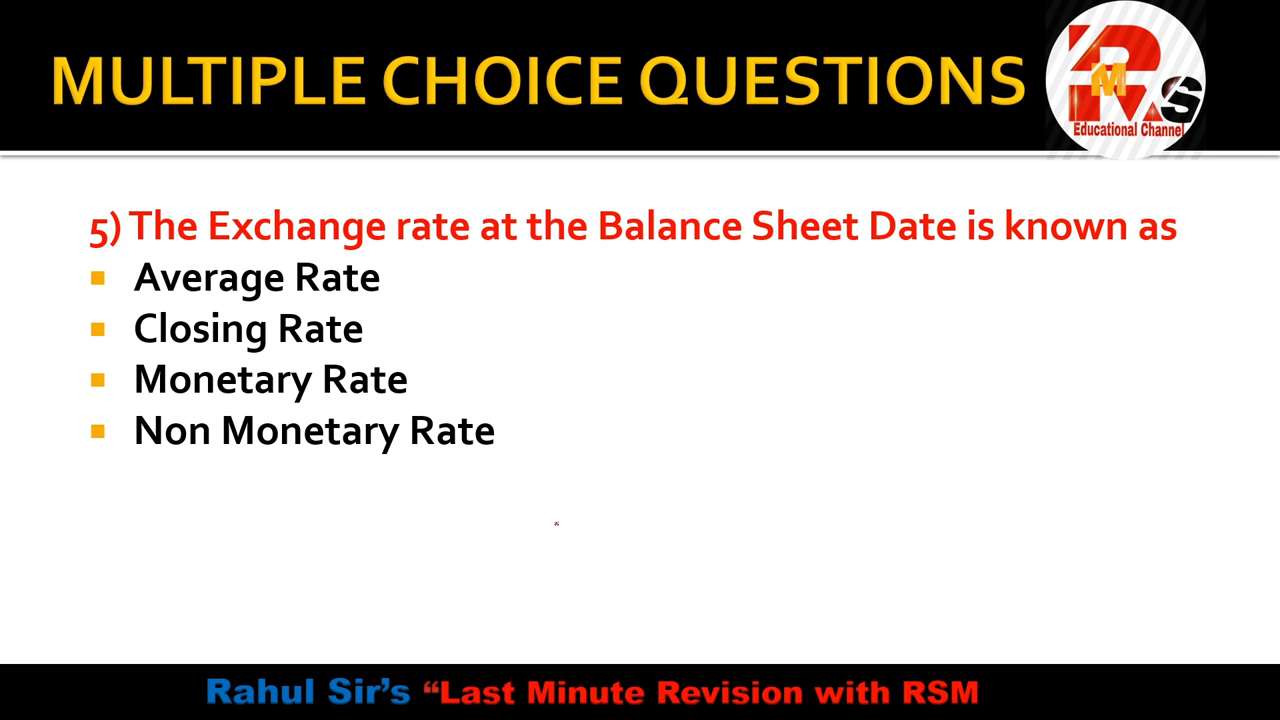 MULTIPLE CHOICE QUESTIONS
RMS
Educational Channel
5) The Exchange rate at the Balance Sheet Date is known as
Average Rate
Closing Rate
Monetary Rate
Non Monetary Rate
Rahul Sir's “Last Minute Revision with RSM